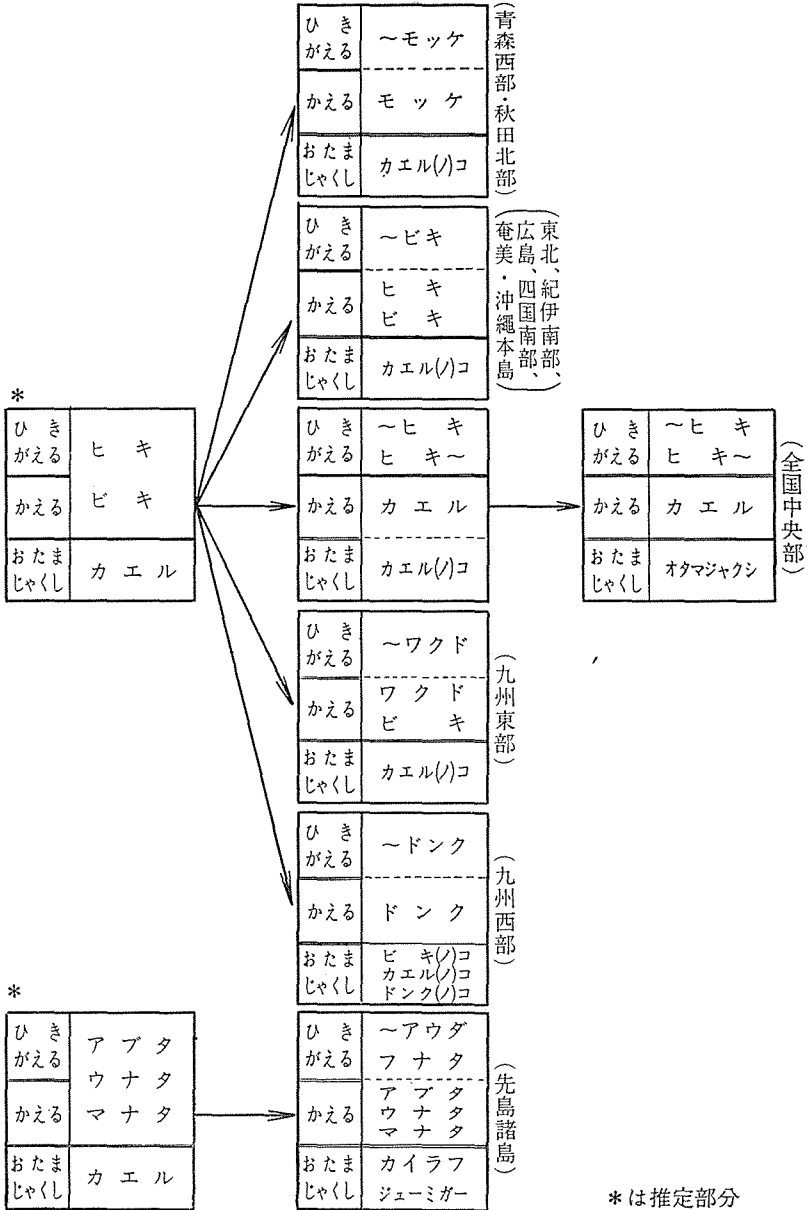 ひき
がえる
～モッケ
かえる
モッケ
おたま
じゃくし
カエル(ノ)コ
(青森西部・秋田北部)
ひき
がえる
～ビキ
かえる
ヒキ
ビキ
おたま
じゃくし
カエル(ノ)コ
(東北、紀伊南部、
広島、四国南部、
奄美・沖縄本島)
*
ひき
がえる
かえる
ヒキ
ビキ
おたま
じゃくし
カエル
ひき
がえる
～ヒキ
ヒキ～
かえる
カエル
おたま
じゃくし
カエル(ノ)コ
ひき
がえる
～ヒキ
ヒキ～
かえる
カエル
おたま
じゃくし
オタマジャクシ
(全国中央部)
ひき
がえる
～ワクド
かえる
ワクド
ビキ
おたま
じゃくし
カエル(ノ)コ
(九州東部)
ひき
がえる
～ドンク
かえる
ドンク
おたま
じゃくし
ビキ(ノ)コ
カエル(ノ)コ
ドンク(ノ)コ
(九州西部)
*
ひき
がえる
かえる
アブタ
ウナタ
マナタ
おたま
じゃくし
カエル
ひき
がえる
～アウダ
フナタ
かえる
アブタ
ウナタ
マナタ
おたま
じゃくし
カイラフ
ジューミガー
(先島諸島)
*は推定部分